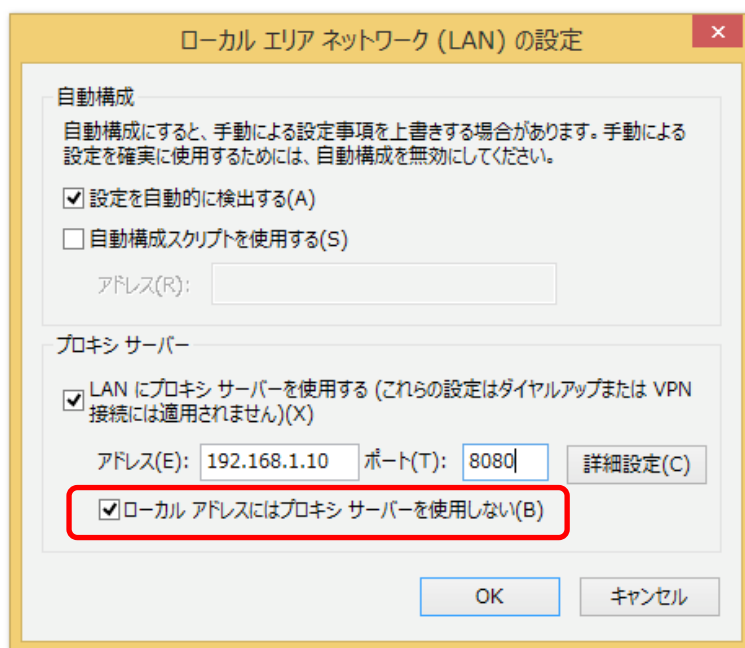 ローカル エリア ネットワーク (LAN) の設定
自動構成
自動構成にすると、手動による設定事項を上書きする場合があります。手動による
設定を確実に使用するためには、自動構成を無効にしてください。
設定を自動的に検出する(A)
自動構成スクリプトを使用する(S)
アドレス(R):
プロキシ サーバー
LAN にプロキシ サーバーを使用する (これらの設定はダイヤルアップまたは VPN
接続には適用されません)(X)
アドレス(E): 192.168.1.10 ポート(T): 8080 詳細設定(C)
ローカル アドレスにはプロキシ サーバーを使用しない(B)
OK キャンセル